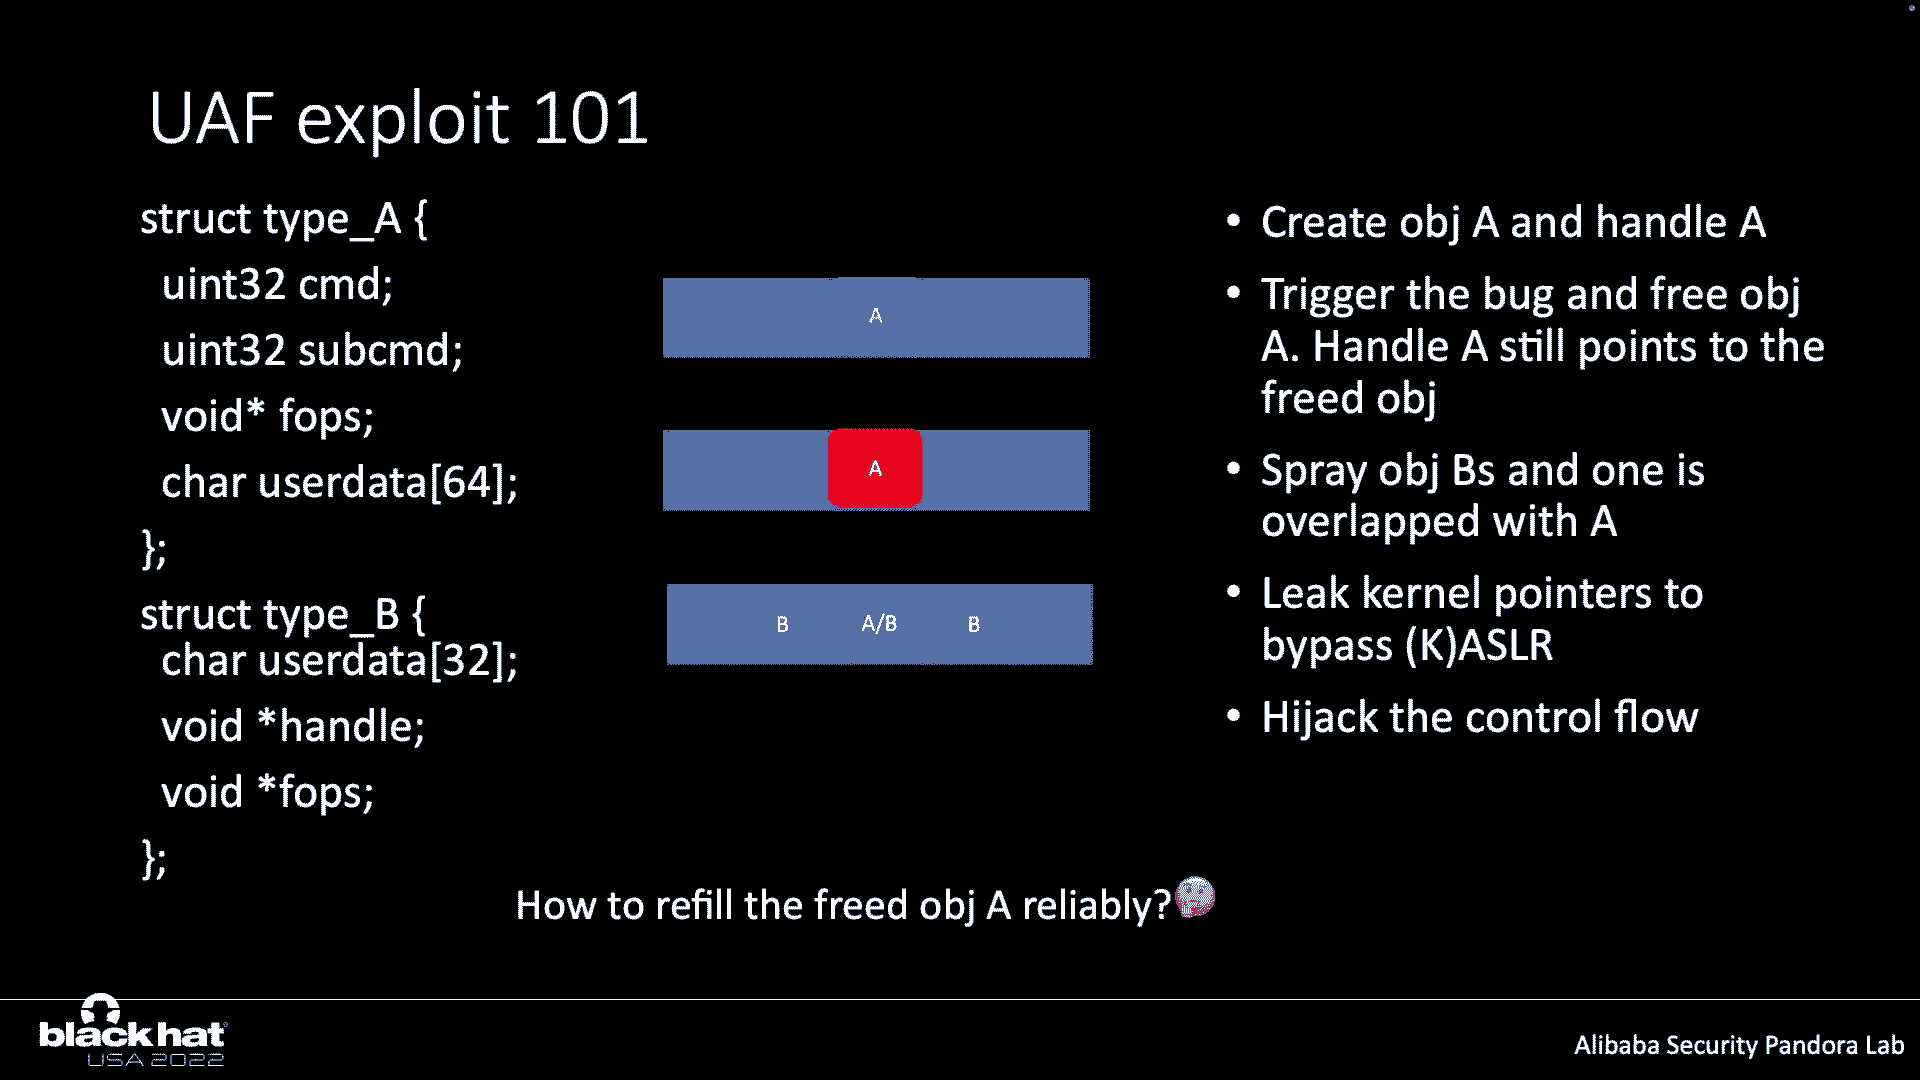 UAF exploit 101
struct type_A {
uint32 cmd;
uint32 subcmd;
void* fops;
char userdata[64];
};
struct type_B {
char userdata[32];
void *handle;
void *fops;
};
A
A
B A/B B
• Create obj A and handle A
• Trigger the bug and free obj
A. Handle A still points to the
freed obj
• Spray obj Bs and one is
overlapped with A
• Leak kernel pointers to
bypass (K)ASLR
• Hijack the control flow
How to refill the freed obj A reliably?
black hat
USA 2022
Alibaba Security Pandora Lab